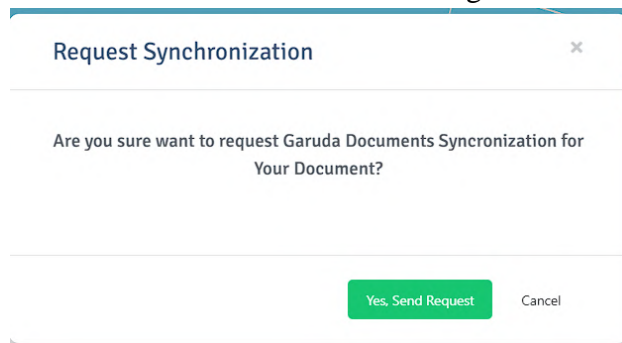 Request Synchronization ×
Are you sure want to request Garuda Documents Syncronization for
Your Document?
Yes, Send Request Cancel